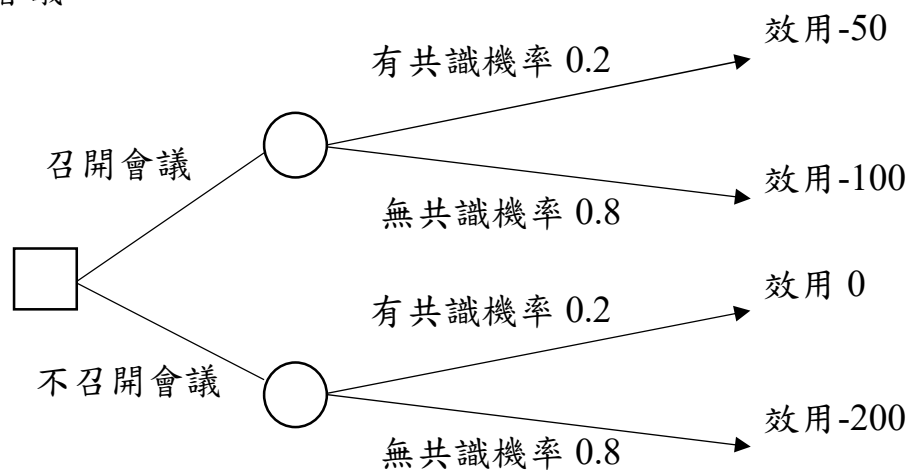 效用-50
有共識機率 0.2
召開會議
效用-100
無共識機率 0.8
效用 0
有共識機率 0.2
不召開會議
效用-200
無共識機率 0.8